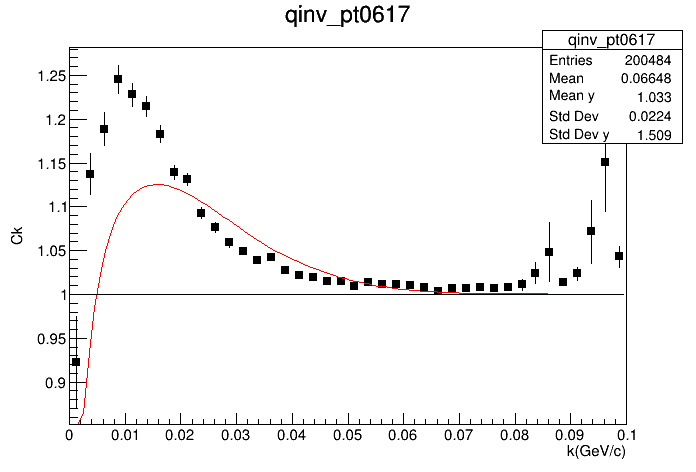 qinv_pt0617
qinv_pt0617
Entries 200484
Mean 0.06648
Mean y 1.033
Std Dev 0.0224
Std Dev y 1.509
Ck
1.25
1.2
1.15
1.1
1.05
1
0.95
0.9
0 0.01 0.02 0.03 0.04 0.05 0.06 0.07 0.08 0.09 0.1
k(GeV/c)